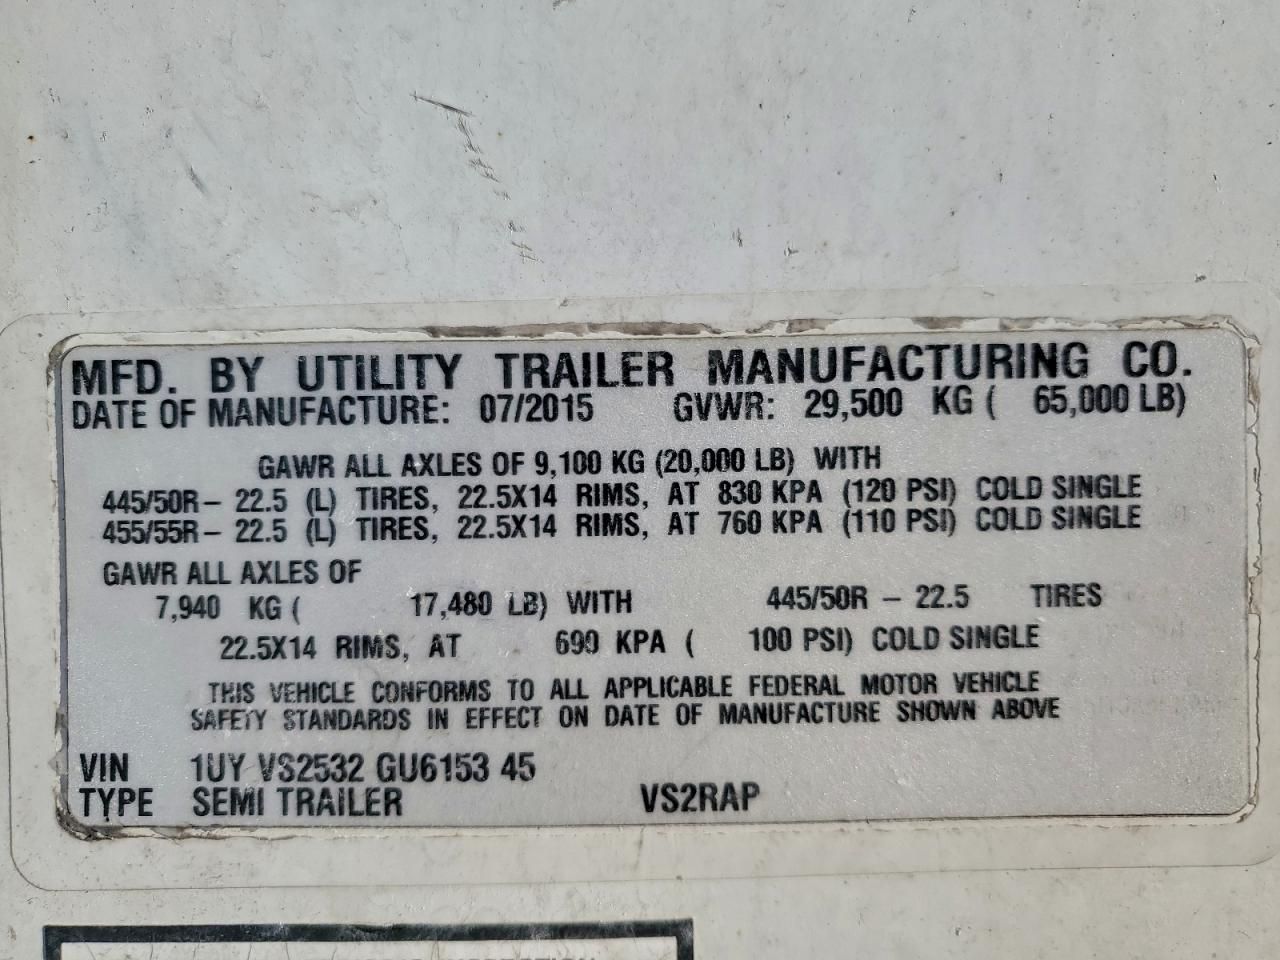 MFD. BY UTILITY TRAILER MANUFACTURING CO.
DATE OF MANUFACTURE: 07/2015 GVWR: 29,500 KG ( 65,000 LB)
GAWR ALL AXLES OF 9,100 KG (20,000 LB) WITH
445/50R - 22.5 (L) TIRES, 22.5X14 RIMS, AT 830 KPA (120 PSI) COLD SINGLE
455/55R - 22.5 (L) TIRES, 22.5X14 RIMS, AT 760 KPA (110 PSI) COLD SINGLE
GAWR ALL AXLES OF
7,940 KG ( 17,480 LB) WITH 445/50R - 22.5 TIRES
22.5X14 RIMS, AT 690 KPA ( 100 PSI) COLD SINGLE
THIS VEHICLE CONFORMS TO ALL APPLICABLE FEDERAL MOTOR VEHICLE
SAFETY STANDARDS IN EFFECT ON DATE OF MANUFACTURE SHOWN ABOVE
VIN 1UY VS2532 GU6153 45
TYPE SEMI TRAILER VS2RAP